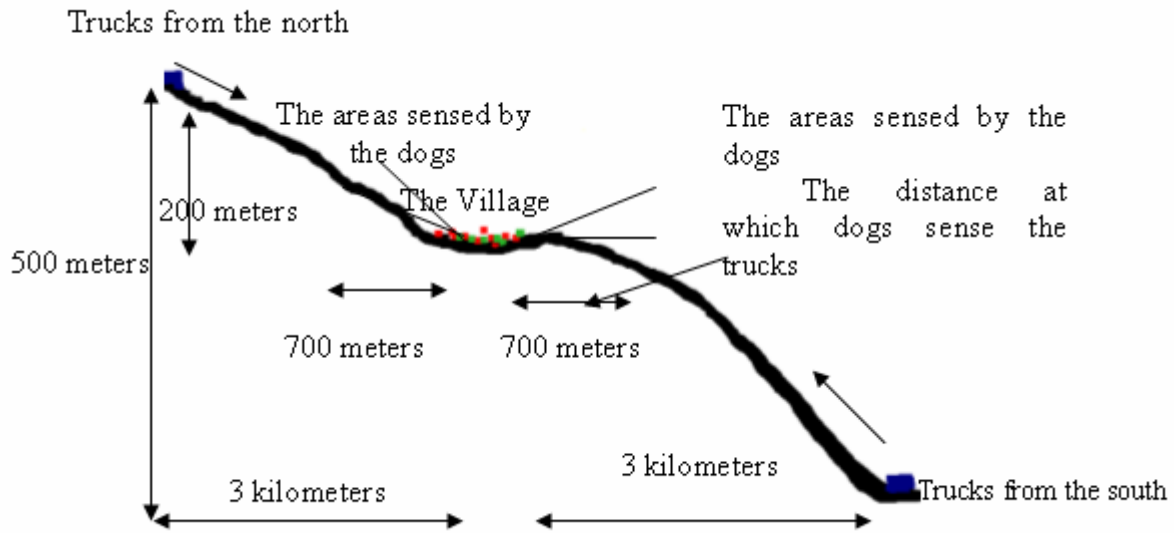 Trucks from the north
The areas sensed by
the dogs
The Village
The areas sensed by the
dogs
The distance at
which dogs sense the
trucks
200 meters
500 meters
700 meters
700 meters
3 kilometers
3 kilometers
Trucks from the south